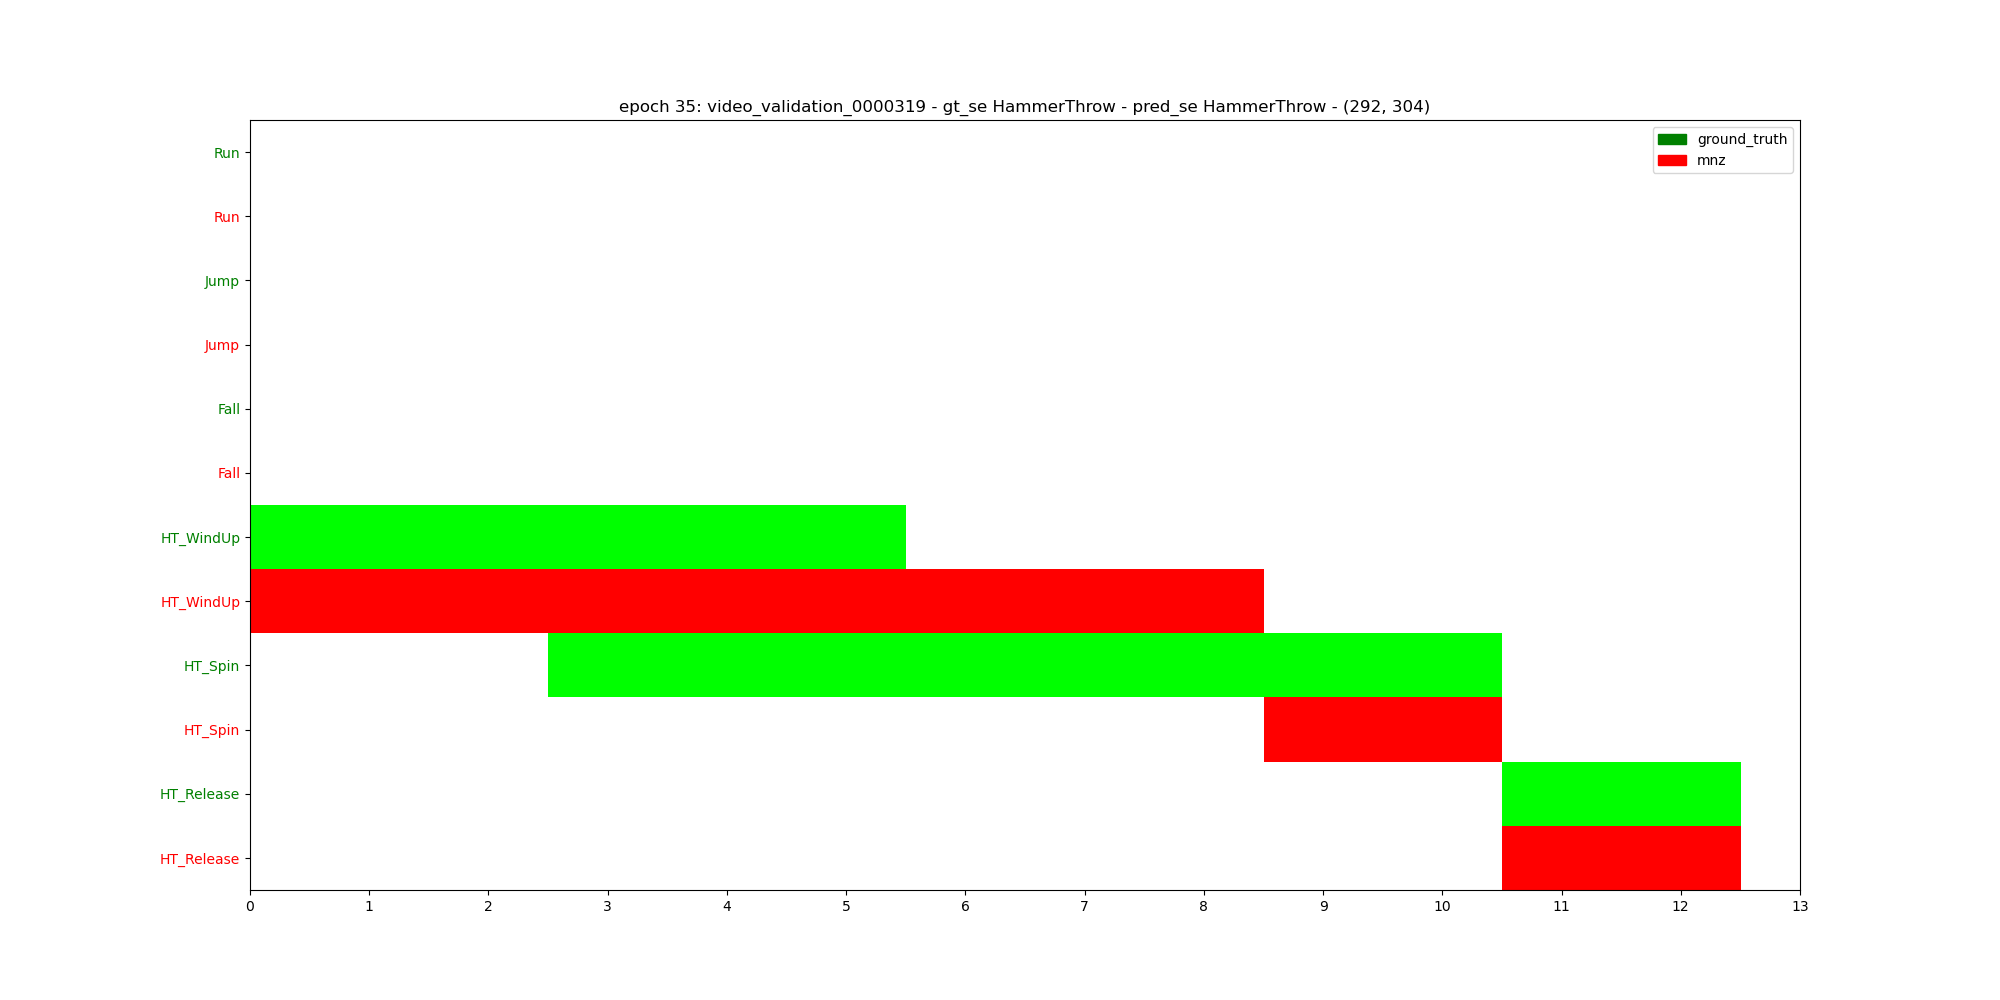 epoch 35: video_validation_0000319 - gt_se HammerThrow - pred_se HammerThrow - (292, 304)
ground_truth
mnz
Run
Run
Jump
Jump
Fall
Fall
HT_WindUp
HT_WindUp
HT_Spin
HT_Spin
HT_Release
HT_Release
0 1 2 3 4 5 6 7 8 9 10 11 12 13